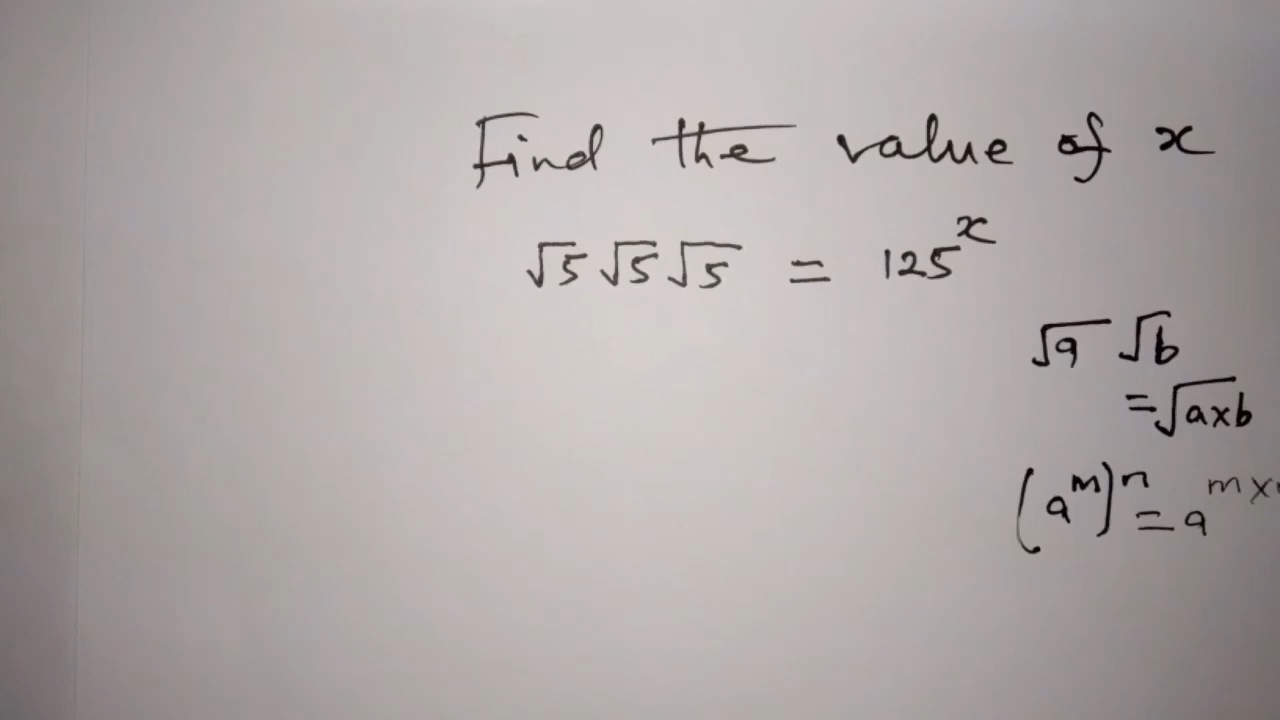 Find the value of x
√5 √5 √5 = 125^x
√a √b
= √a×b
(a^m)^n = a^m×